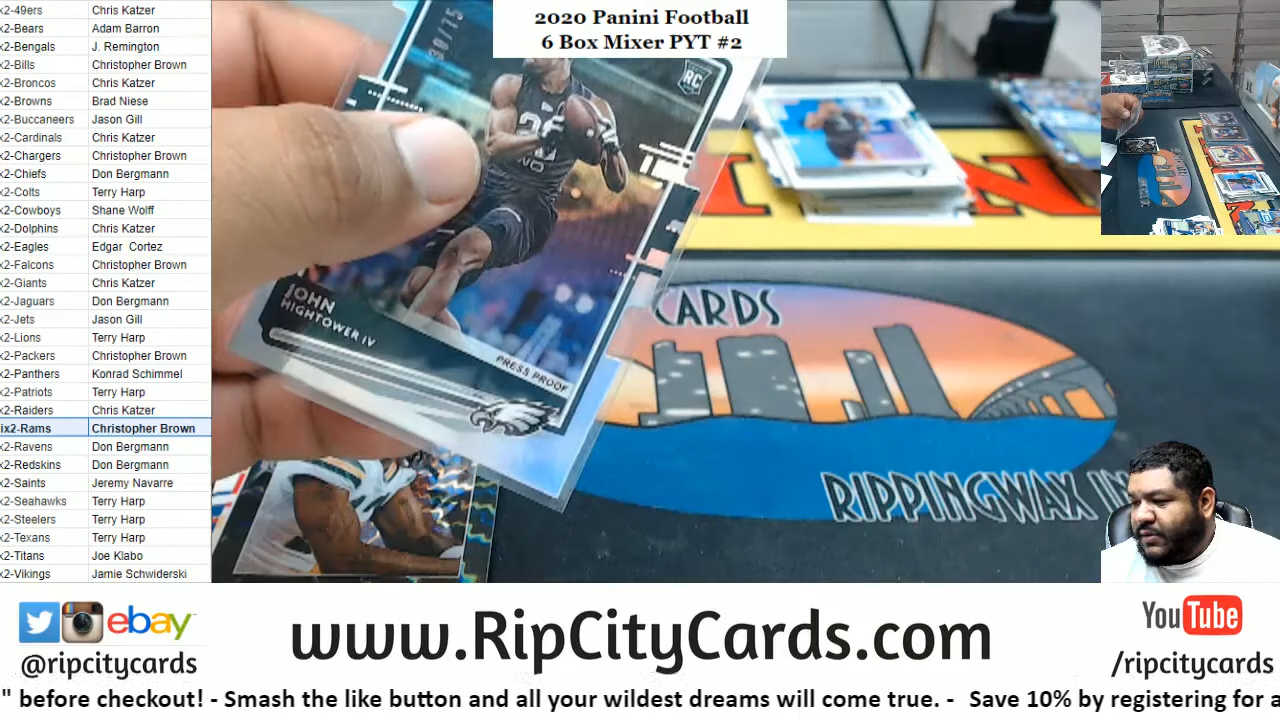 2020 Panini Football
6 Box Mixer PYT #2
x2-49ers Chris Katzer
x2-Bears Adam Barron
x2-Bengals J. Remington
x2-Bills Christopher Brown
x2-Broncos Chris Katzer
x2-Browns Brad Niese
x2-Buccaneers Jason Gill
x2-Cardinals Chris Katzer
x2-Chargers Christopher Brown
x2-Chiefs Don Bergmann
x2-Colts Terry Harp
x2-Cowboys Shane Wolff
x2-Dolphins Chris Katzer
x2-Eagles Edgar Cortez
x2-Falcons Christopher Brown
x2-Giants Chris Katzer
x2-Jaguars Don Bergmann
x2-Jets Jason Gill
x2-Lions Terry Harp
x2-Packers Christopher Brown
x2-Panthers Konrad Schimmel
x2-Patriots Terry Harp
x2-Raiders Chris Katzer
ix2-Rams Christopher Brown
x2-Ravens Don Bergmann
x2-Redskins Don Bergmann
x2-Saints Jeremy Navarre
x2-Seahawks Terry Harp
x2-Steelers Terry Harp
x2-Texans Terry Harp
x2-Titans Joe Klabo
x2-Vikings Jamie Schwiderski
RC
JOHN
HIGHTOWER IV
PRESS PROOF
CARDS
RIPPINGWAX IN
ebay
@ripcitycards
www.RipCityCards.com
YouTube
/ripcitycards
" before checkout! - Smash the like button and all your wildest dreams will come true. - Save 10% by registering for a